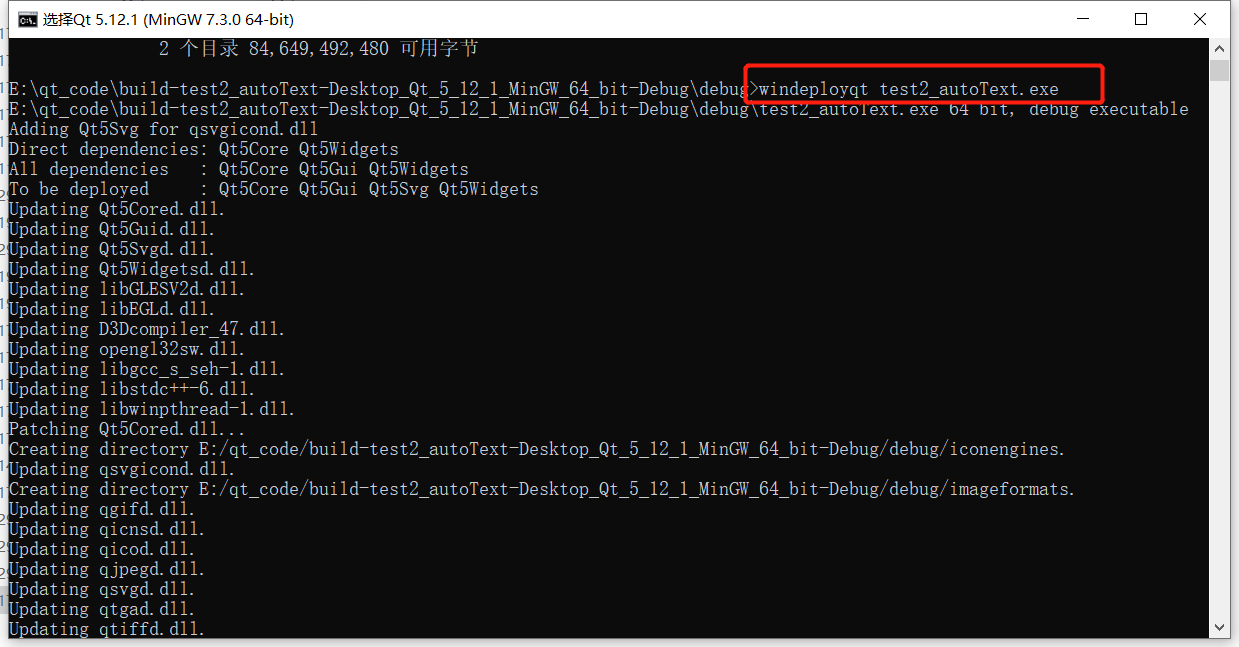 选择Qt 5.12.1 (MinGW 7.3.0 64-bit)
2 个目录 84,649,492,480 可用字节
E:\qt_code\build-test2_autoText-Desktop_Qt_5_12_1_MinGW_64_bit-Debug\debug>windeployqt test2_autoText.exe
E:\qt_code\build-test2_autoText-Desktop_Qt_5_12_1_MinGW_64_bit-Debug\debug\test2_autoText.exe 64 bit, debug executable
Adding Qt5Svg for qsvgicond.dll
Direct dependencies: Qt5Core Qt5Widgets
All dependencies   : Qt5Core Qt5Gui Qt5Widgets
To be deployed     : Qt5Core Qt5Gui Qt5Svg Qt5Widgets
Updating Qt5Cored.dll.
Updating Qt5Guid.dll.
Updating Qt5Svgd.dll.
Updating Qt5Widgetsd.dll.
Updating libGLESV2d.dll.
Updating libEGLd.dll.
Updating D3Dcompiler_47.dll.
Updating opengl32sw.dll.
Updating libgcc_s_seh-1.dll.
Updating libstdc++-6.dll.
Updating libwinpthread-1.dll.
Patching Qt5Cored.dll...
Creating directory E:/qt_code/build-test2_autoText-Desktop_Qt_5_12_1_MinGW_64_bit-Debug/debug/iconengines.
Updating qsvgicond.dll.
Creating directory E:/qt_code/build-test2_autoText-Desktop_Qt_5_12_1_MinGW_64_bit-Debug/debug/imageformats.
Updating qgifd.dll.
Updating qicnsd.dll.
Updating qicod.dll.
Updating qjpegd.dll.
Updating qsvgd.dll.
Updating qtgad.dll.
Updating qtiffd.dll.